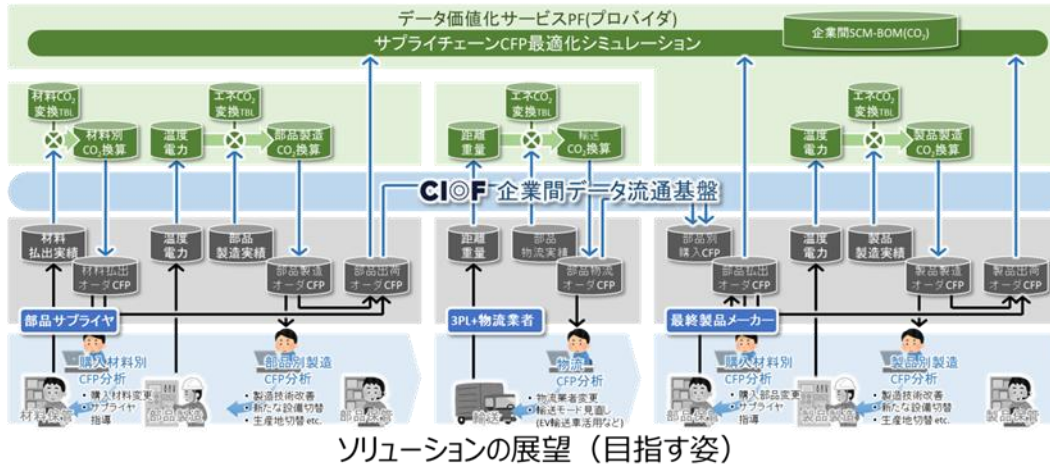 データ価値化サービスPF(プロバイダ)
サプライチェーンCFP最適化シミュレーション
企業間SCM-BOM(CO₂)
材料CO₂
変換TBL
エネCO₂
変換TBL
材料別
CO₂換算
温度
電力
部品製造
CO₂換算
エネCO₂
変換TBL
距離
重量
輸送
CO₂換算
エネCO₂
変換TBL
温度
電力
製品製造
CO₂換算
CIOF 企業間データ流通基盤
材料
払出実績
温度
電力
部品
製造実績
材料払出
オーダCFP
部品製造
オーダCFP
部品出荷
オーダCFP
距離
重量
部品
物流実績
部品物流
オーダCFP
部品別
購入CFP
温度
電力
製品
製造実績
部品払出
オーダCFP
製品製造
オーダCFP
製品出荷
オーダCFP
部品サプライヤ
3PL+物流業者
最終製品メーカー
購入材料別
CFP分析
• 購入材料変更
• サプライヤ
指導
部品製造
部品別製造
CFP分析
• 製造技術改善
• 新たな設備切替
• 生産地切替 etc.
部品保管
輸送
物流
CFP分析
• 物流業者変更
• 輸送モード見直し
(EV輸送車活用など)
購入材料別
CFP分析
• 購入部品変更
• サプライヤ
指導
製品製造
製品別製造
CFP分析
• 製造技術改善
• 新たな設備切替
• 生産地切替 etc.
製品保管
ソリューションの展望（目指す姿）